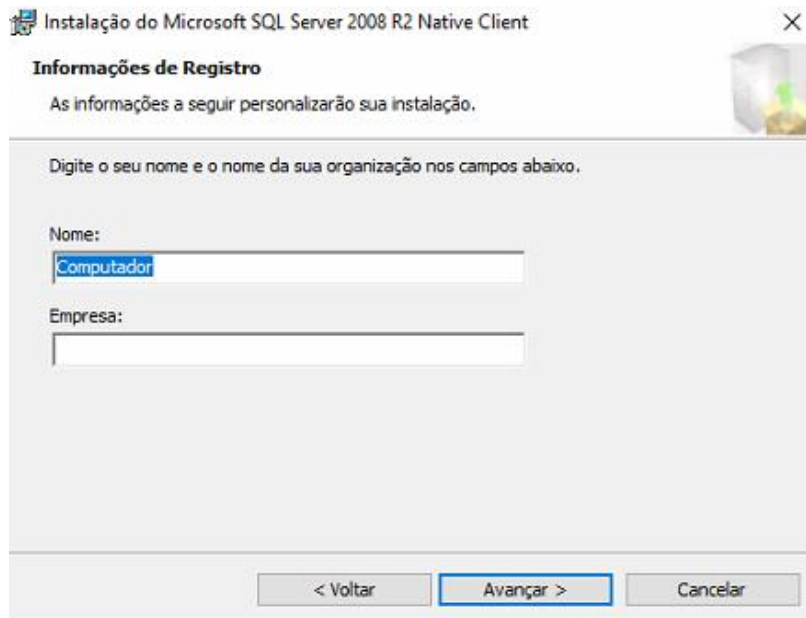 Instalação do Microsoft SQL Server 2008 R2 Native Client
Informações de Registro
As informações a seguir personalizarão sua instalação.
Digite o seu nome e o nome da sua organização nos campos abaixo.
Nome:
Computador
Empresa:
< Voltar
Avançar >
Cancelar